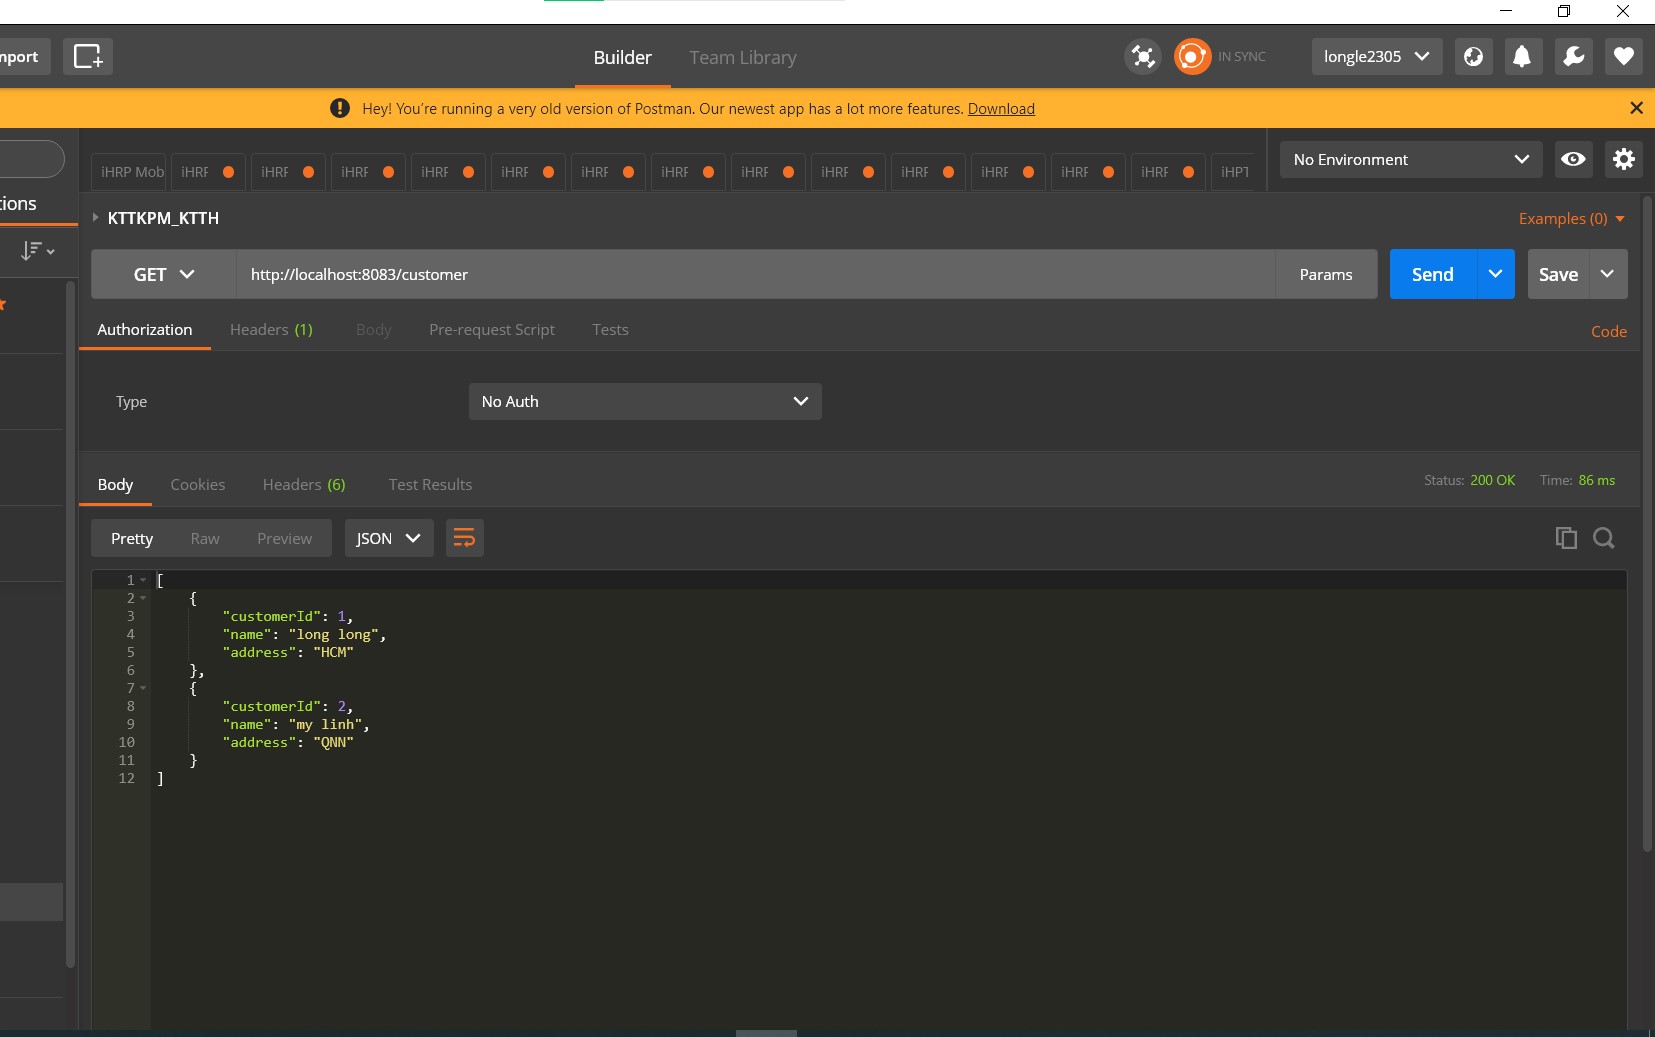 mport
Builder
Team Library
IN SYNC
longle2305
Hey! You're running a very old version of Postman. Our newest app has a lot more features. Download
iHRP Mob
iHRF
iHRF
iHRF
iHRF
iHRF
iHRF
iHRF
iHRF
iHRF
iHRF
iHRF
iHRF
iHRF
iHPT
No Environment
ions
KTTKPM_KTTH
Examples (0)
GET
http://localhost:8083/customer
Params
Send
Save
Authorization
Headers (1)
Body
Pre-request Script
Tests
Code
Type
No Auth
Body
Cookies
Headers (6)
Test Results
Status: 200 OK
Time: 86 ms
Pretty
Raw
Preview
JSON
1 [
2 {
3 "customerId": 1,
4 "name": "long long",
5 "address": "HCM"
6 },
7 {
8 "customerId": 2,
9 "name": "my linh",
10 "address": "QNN"
11 }
12 ]